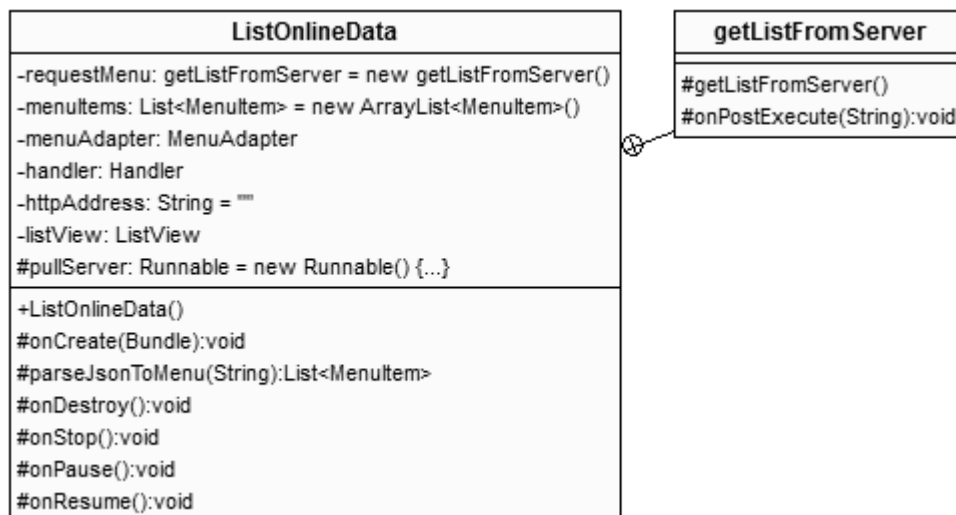 ListOnlineData
-requestMenu: getListFromServer = new getListFromServer()
-menuItems: List<MenuItem> = new ArrayList<MenuItem>()
-menuAdapter: MenuAdapter
-handler: Handler
-httpAddress: String = ""
-listView: ListView
#pullServer: Runnable = new Runnable() {...}
+ListOnlineData()
#onCreate(Bundle):void
#parseJsonToMenu(String):List<MenuItem>
#onDestroy():void
#onStop():void
#onPause():void
#onResume():void
getListFromServer
#getListFromServer()
#onPostExecute(String):void